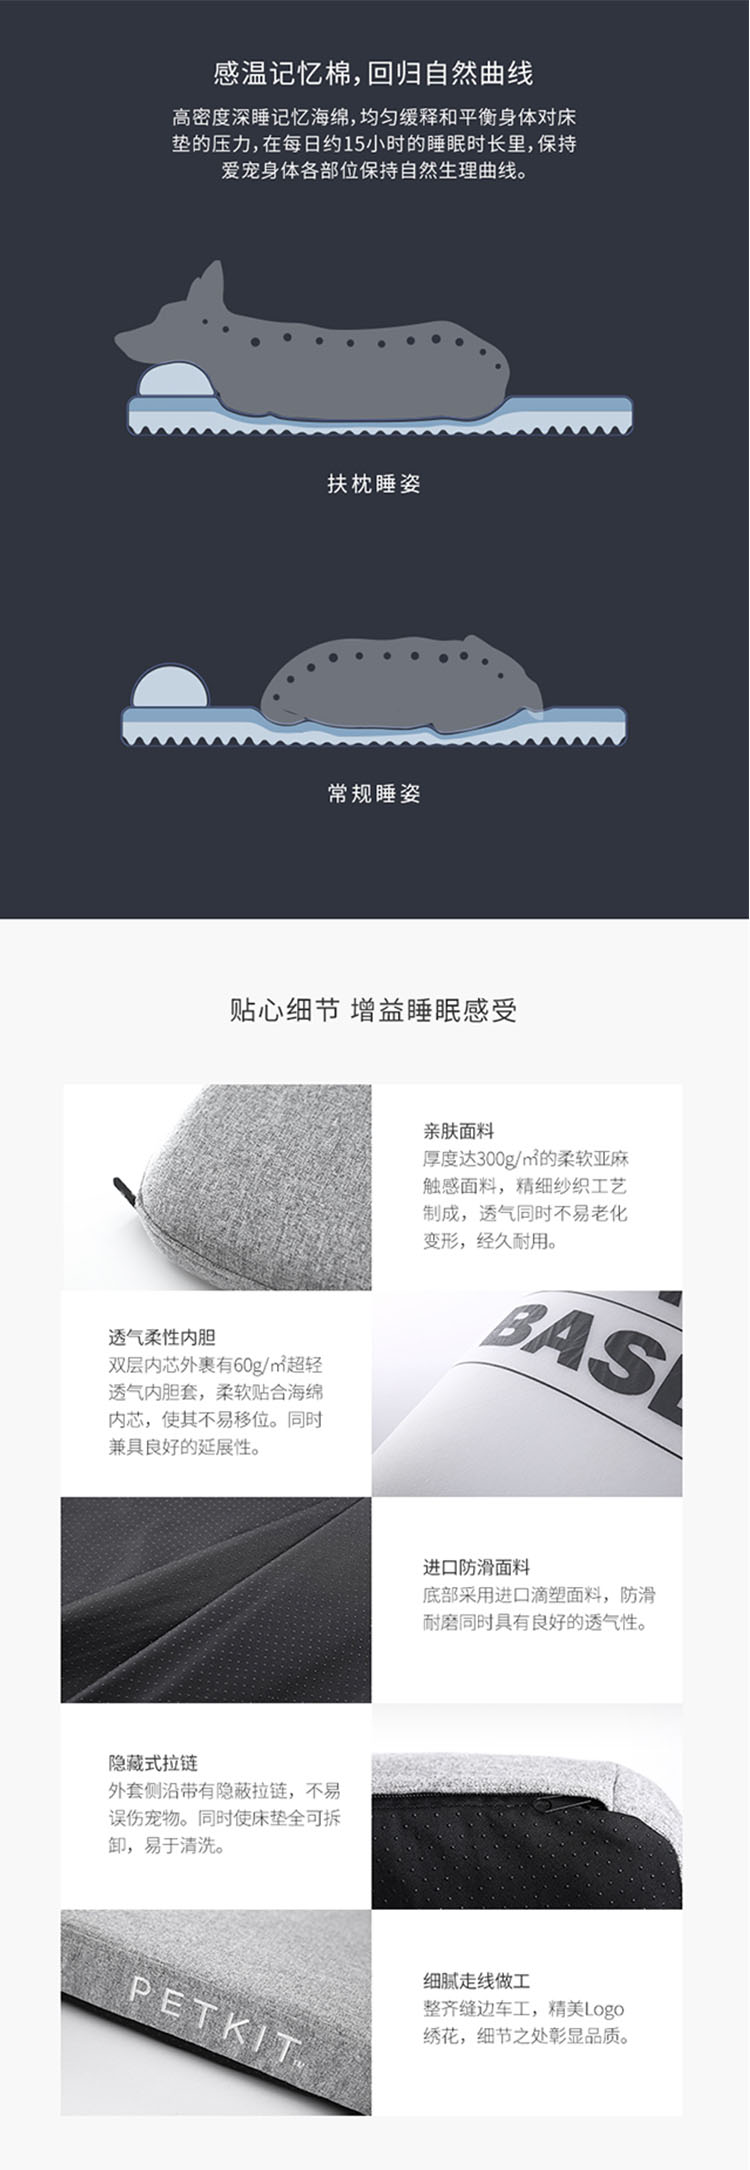 感温记忆棉，回归自然曲线
高密度深睡记忆海绵，均匀缓释和平衡身体对床
垫的压力，在每日约15小时的睡眠时长里，保持
爱宠身体各部位保持自然生理曲线。
扶枕睡姿
常规睡姿
贴心细节 增益睡眠感受
亲肤面料
厚度达300g/㎡的柔软亚麻
触感面料，精细纱织工艺
制成，透气同时不易老化
变形，经久耐用。
BASE
透气柔性内胆
双层内芯外裹有60g/㎡超轻
透气内胆套，柔软贴合海绵
内芯，使其不易移位。同时
兼具良好的延展性。
进口防滑面料
底部采用进口滴塑面料，防滑
耐磨同时具有良好的透气性。
隐藏式拉链
外套侧沿带有隐蔽拉链，不易
误伤宠物。同时使床垫全可拆
卸，易于清洗。
PETKIT™
细腻走线做工
整齐缝边车工，精美Logo
绣花，细节之处彰显品质。